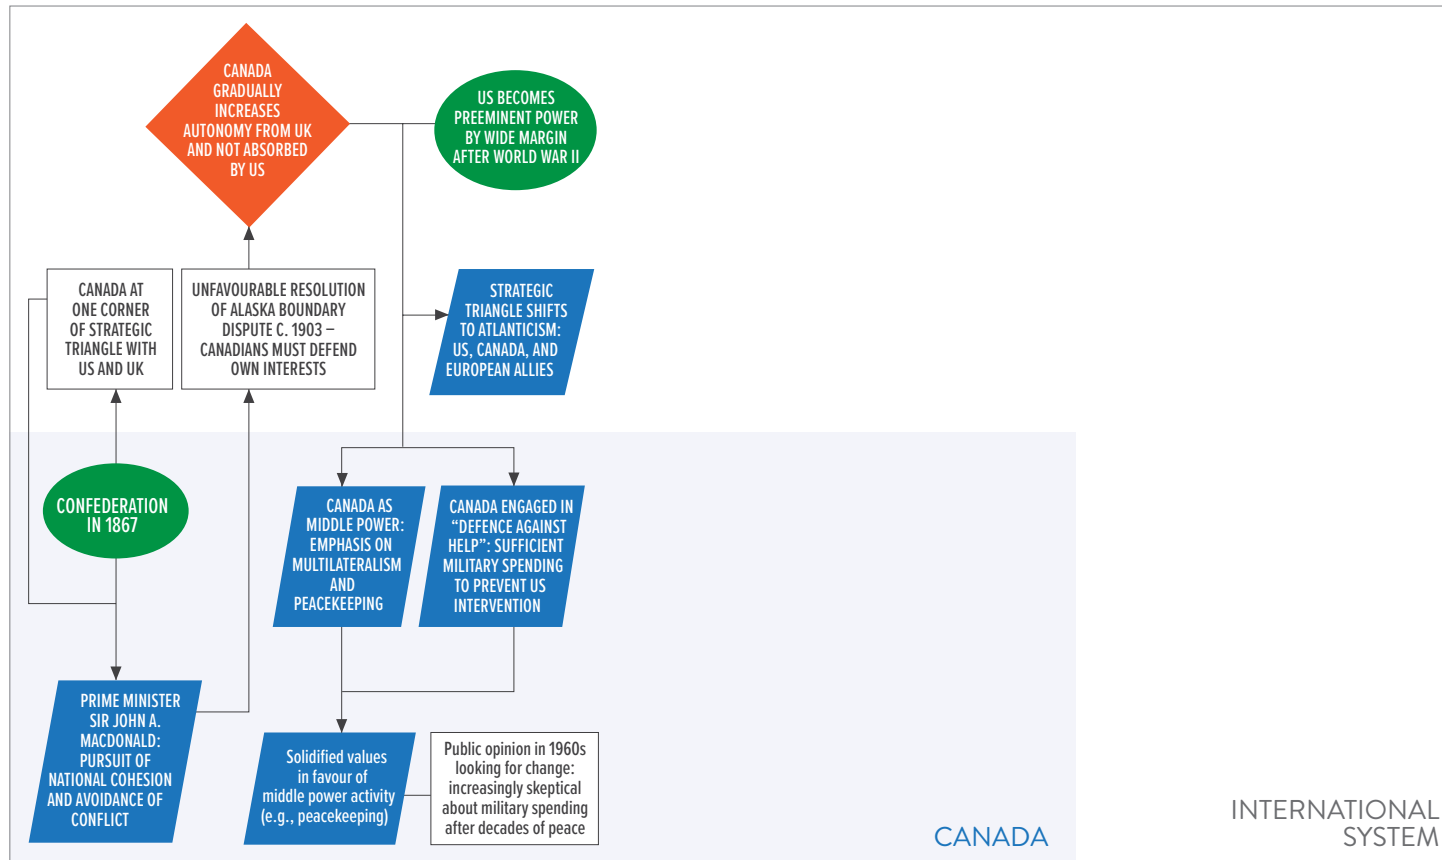 CANADA
GRADUALLY
INCREASES
AUTONOMY FROM UK
AND NOT ABSORBED
BY US
US BECOMES
PREEMINENT POWER
BY WIDE MARGIN
AFTER WORLD WAR II
CANADA AT
ONE CORNER
OF STRATEGIC
TRIANGLE WITH
US AND UK
UNFAVOURABLE RESOLUTION
OF ALASKA BOUNDARY
DISPUTE C. 1903 –
CANADIANS MUST DEFEND
OWN INTERESTS
STRATEGIC
TRIANGLE SHIFTS
TO ATLANTICISM:
US, CANADA, AND
EUROPEAN ALLIES
CONFEDERATION
IN 1867
CANADA AS
MIDDLE POWER:
EMPHASIS ON
MULTILATERALISM
AND
PEACEKEEPING
CANADA ENGAGED IN
“DEFENCE AGAINST
HELP”: SUFFICIENT
MILITARY SPENDING
TO PREVENT US
INTERVENTION
PRIME MINISTER
SIR JOHN A.
MACDONALD:
PURSUIT OF
NATIONAL COHESION
AND AVOIDANCE OF
CONFLICT
Solidified values
in favour of
middle power activity
(e.g., peacekeeping)
Public opinion in 1960s
looking for change:
increasingly skeptical
about military spending
after decades of peace
CANADA
INTERNATIONAL
SYSTEM